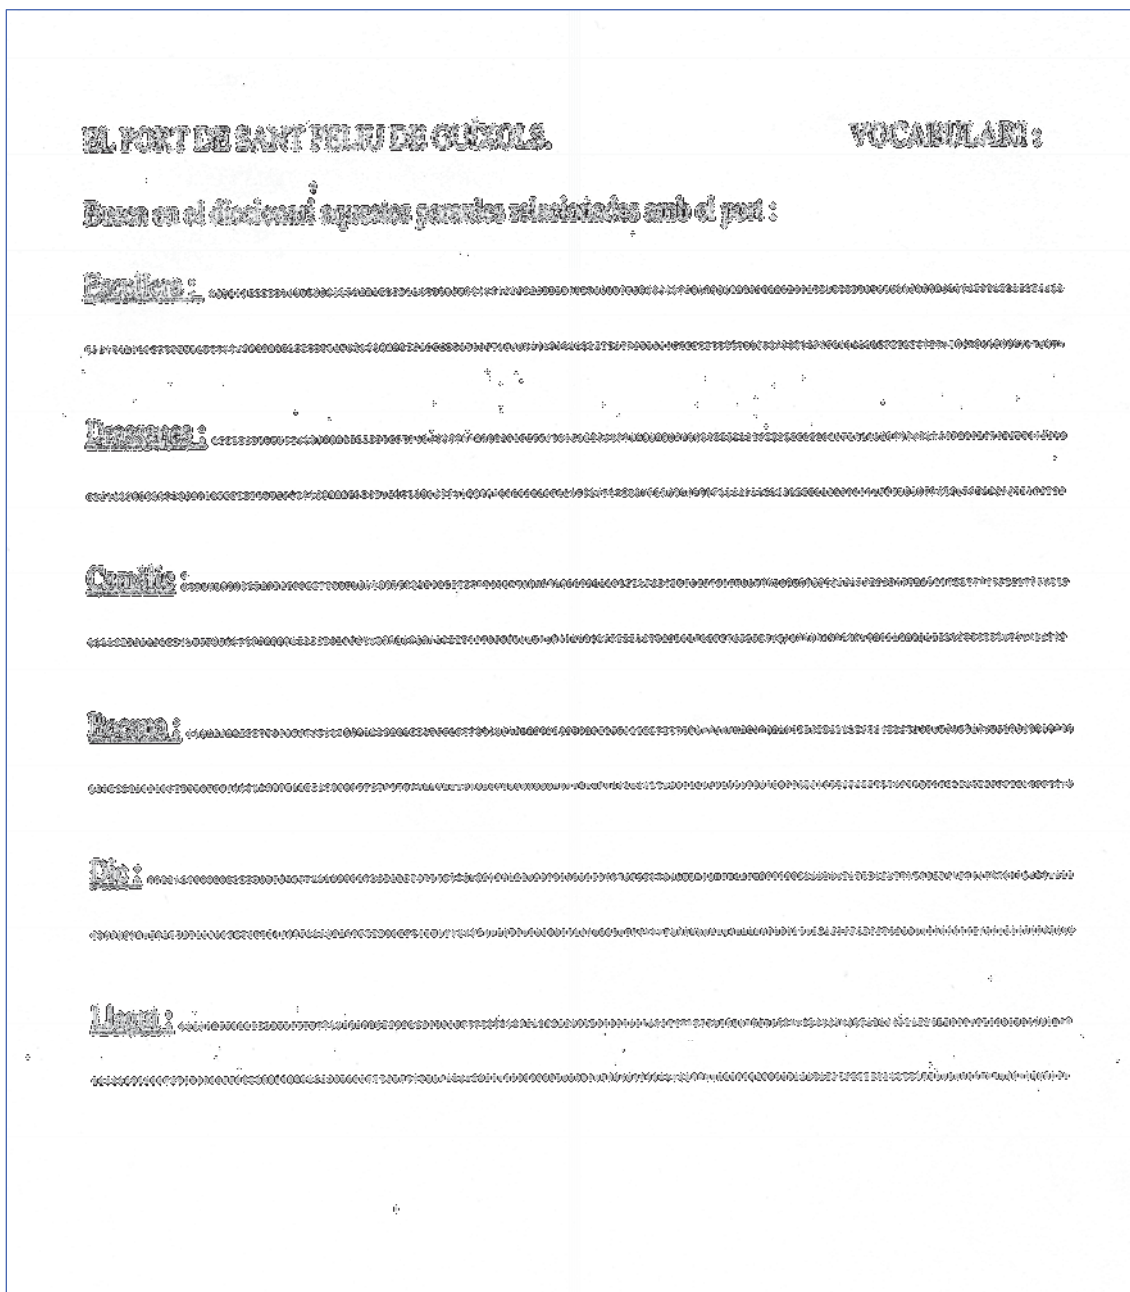 EL PORT DE SANT FELIU DE GUÍXOLS. VOCABULARI :
Busca en el diccionari aquestes paraules relacionades amb el port :
Escullera :
Drassanes :
Resana :
Dic :
Llagut :